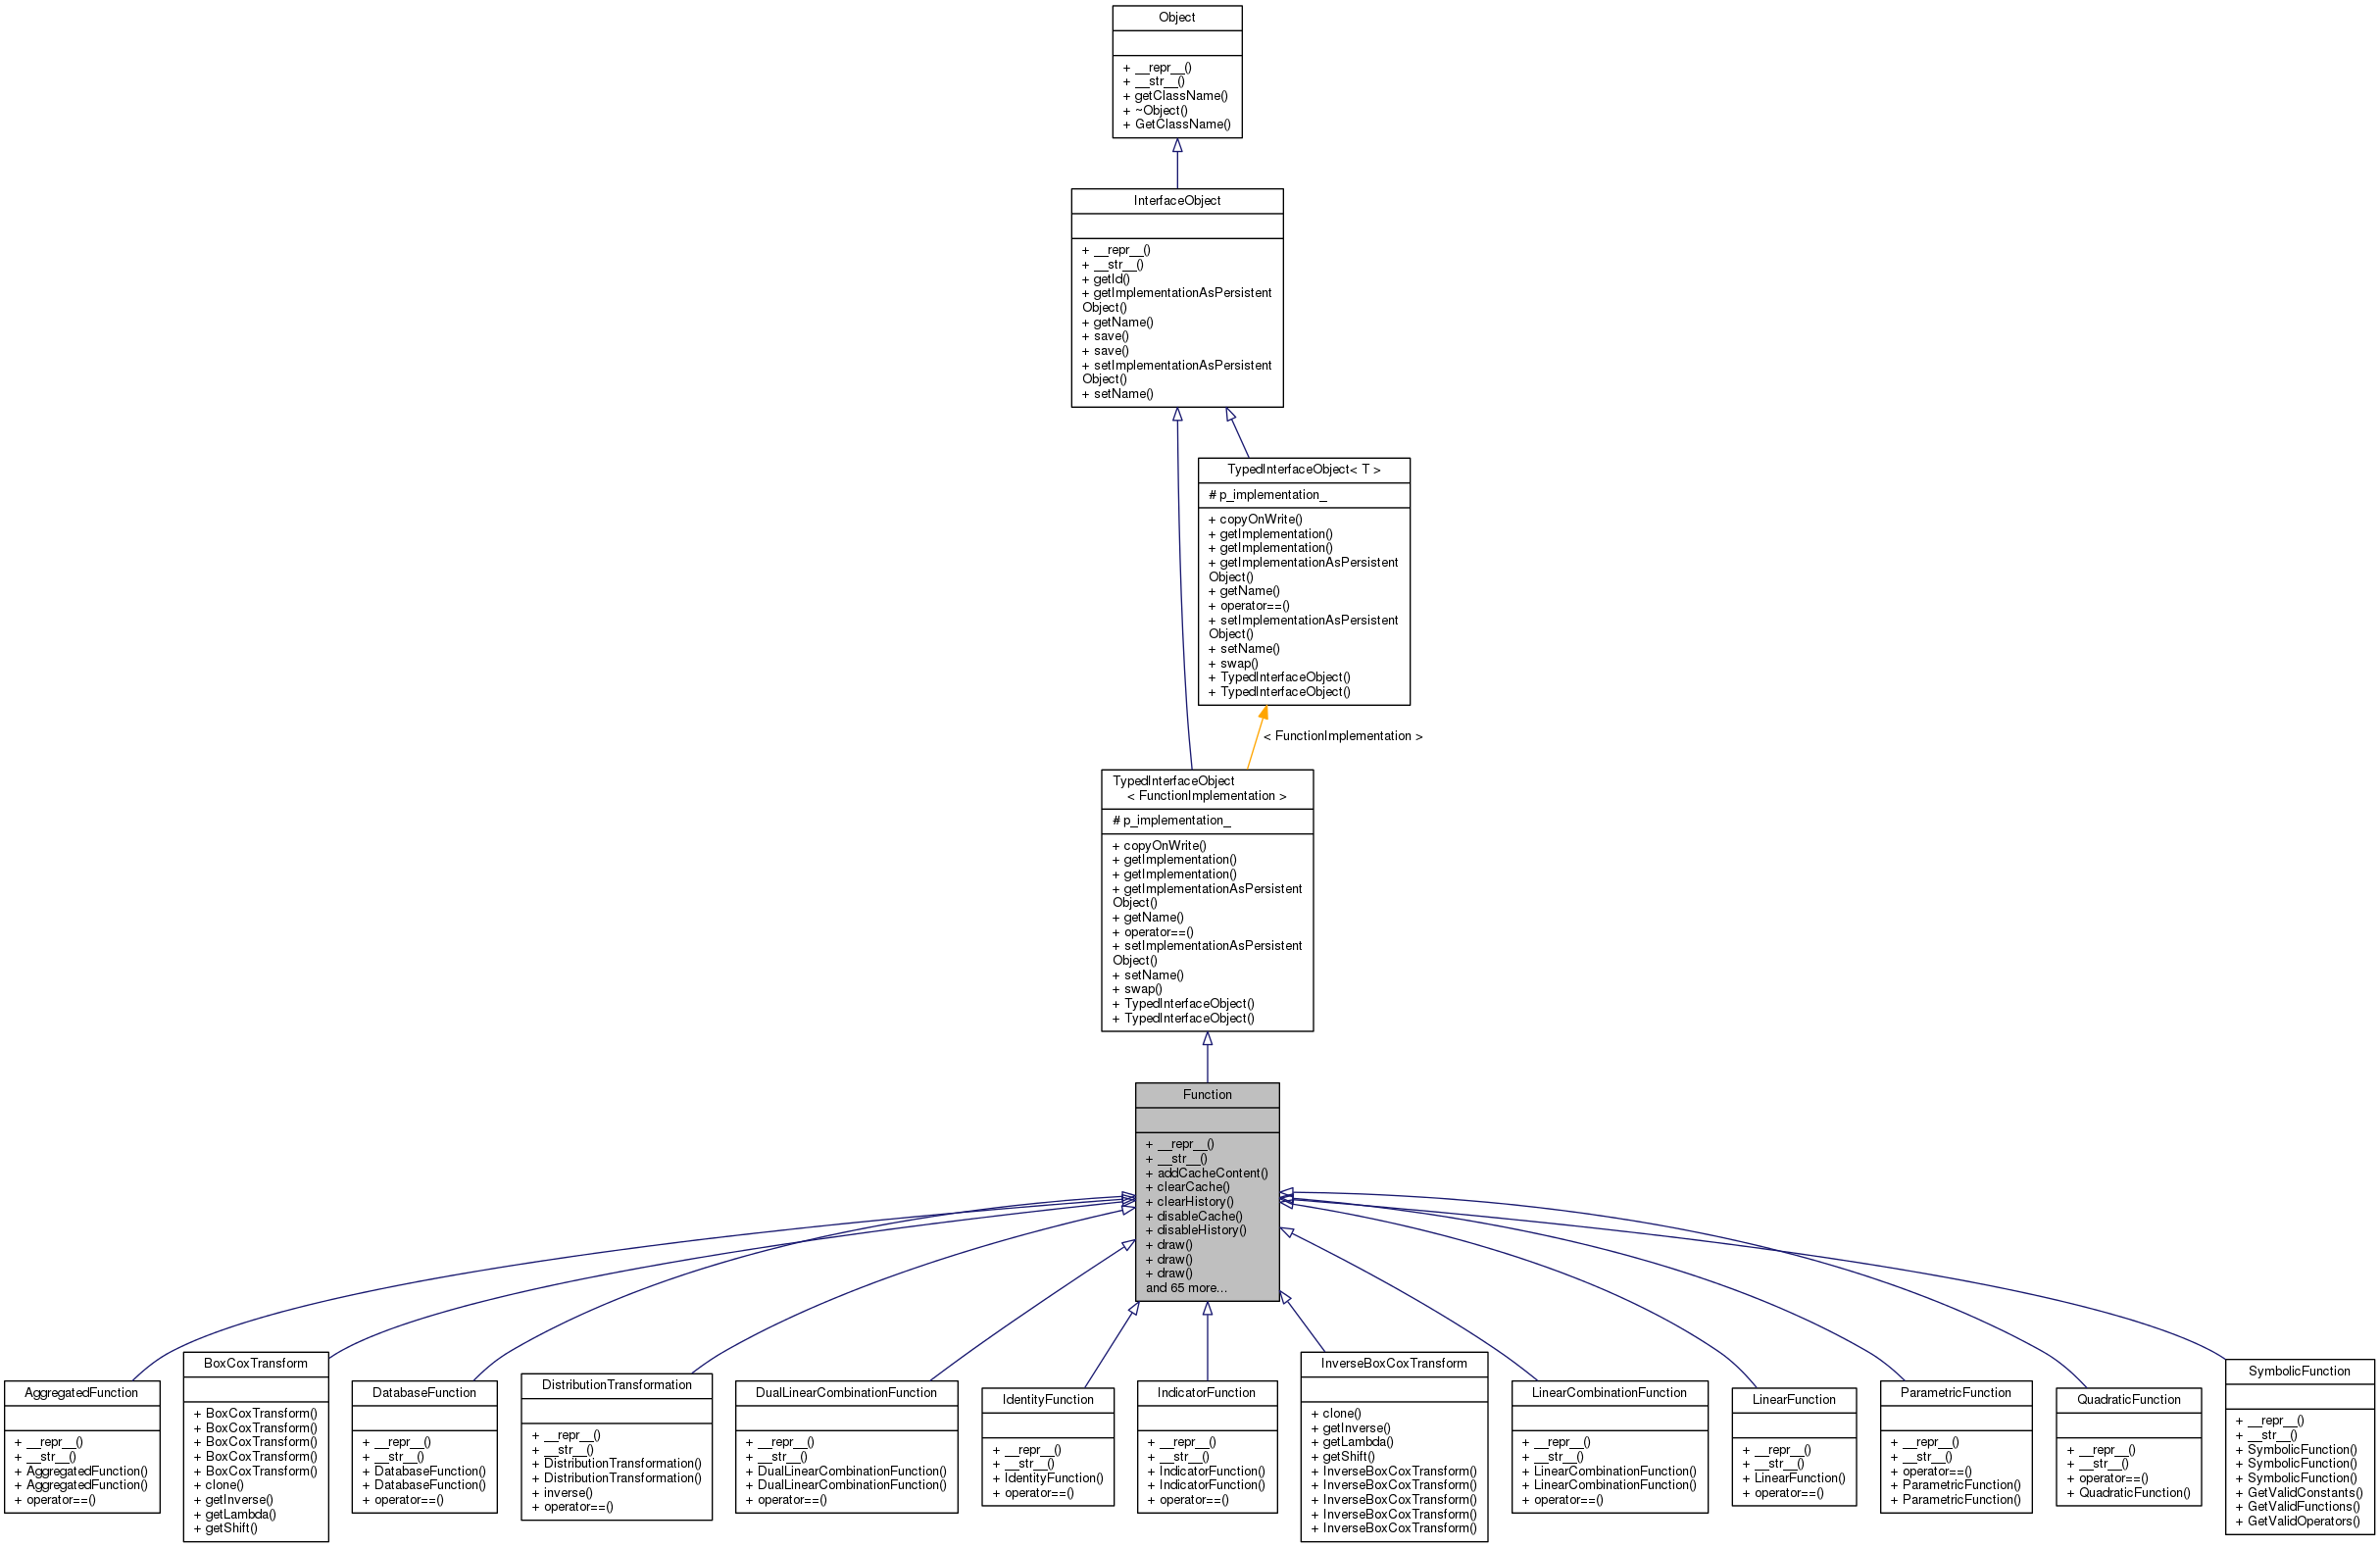 Object
+ __repr__()
+ __str__()
+ getClassName()
+ ~Object()
+ GetClassName()
InterfaceObject
+ __repr__()
+ __str__()
+ getId()
+ getImplementationAsPersistent
Object()
+ getName()
+ save()
+ save()
+ setImplementationAsPersistent
Object()
+ setName()
TypedInterfaceObject< T >
# p_implementation_
+ copyOnWrite()
+ getImplementation()
+ getImplementation()
+ getImplementationAsPersistent
Object()
+ getName()
+ operator==()
+ setImplementationAsPersistent
Object()
+ setName()
+ swap()
+ TypedInterfaceObject()
+ TypedInterfaceObject()
< FunctionImplementation >
TypedInterfaceObject
< FunctionImplementation >
# p_implementation_
+ copyOnWrite()
+ getImplementation()
+ getImplementation()
+ getImplementationAsPersistent
Object()
+ getName()
+ operator==()
+ setImplementationAsPersistent
Object()
+ setName()
+ swap()
+ TypedInterfaceObject()
+ TypedInterfaceObject()
Function
+ __repr__()
+ __str__()
+ addCacheContent()
+ clearCache()
+ clearHistory()
+ disableCache()
+ disableHistory()
+ draw()
+ draw()
+ draw()
and 65 more...
AggregatedFunction
+ __repr__()
+ __str__()
+ AggregatedFunction()
+ AggregatedFunction()
+ operator==()
BoxCoxTransform
+ BoxCoxTransform()
+ BoxCoxTransform()
+ BoxCoxTransform()
+ BoxCoxTransform()
+ BoxCoxTransform()
+ clone()
+ getInverse()
+ getLambda()
+ getShift()
DatabaseFunction
+ __repr__()
+ __str__()
+ DatabaseFunction()
+ DatabaseFunction()
+ operator==()
DistributionTransformation
+ __repr__()
+ __str__()
+ DistributionTransformation()
+ DistributionTransformation()
+ inverse()
+ operator==()
DualLinearCombinationFunction
+ __repr__()
+ __str__()
+ DualLinearCombinationFunction()
+ DualLinearCombinationFunction()
+ operator==()
IdentityFunction
+ __repr__()
+ __str__()
+ IdentityFunction()
+ operator==()
IndicatorFunction
+ __repr__()
+ __str__()
+ IndicatorFunction()
+ IndicatorFunction()
+ operator==()
InverseBoxCoxTransform
+ clone()
+ getInverse()
+ getLambda()
+ getShift()
+ InverseBoxCoxTransform()
+ InverseBoxCoxTransform()
+ InverseBoxCoxTransform()
+ InverseBoxCoxTransform()
+ InverseBoxCoxTransform()
LinearCombinationFunction
+ __repr__()
+ __str__()
+ LinearCombinationFunction()
+ LinearCombinationFunction()
+ operator==()
LinearFunction
+ __repr__()
+ __str__()
+ LinearFunction()
+ operator==()
ParametricFunction
+ __repr__()
+ __str__()
+ operator==()
+ ParametricFunction()
+ ParametricFunction()
QuadraticFunction
+ __repr__()
+ __str__()
+ operator==()
+ QuadraticFunction()
SymbolicFunction
+ __repr__()
+ __str__()
+ SymbolicFunction()
+ SymbolicFunction()
+ SymbolicFunction()
+ GetValidConstants()
+ GetValidFunctions()
+ GetValidOperators()